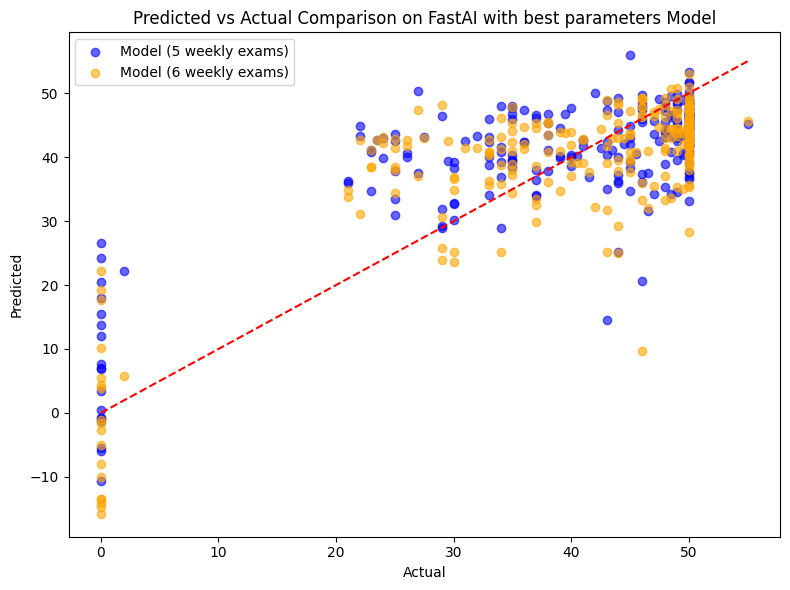 Predicted vs Actual Comparison on FastAI with best parameters Model
Model (5 weekly exams)
Model (6 weekly exams)
50
40
30
20
10
0
−10
Predicted
0 10 20 30 40 50
Actual